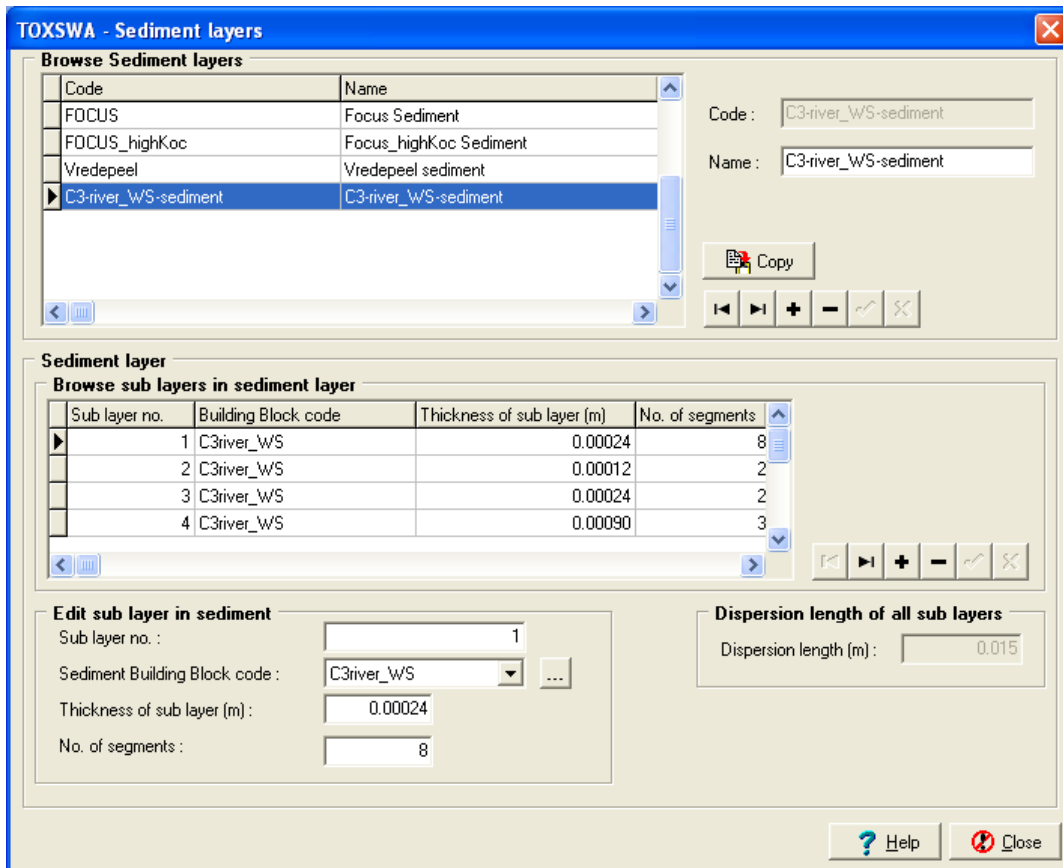 TOXSWA - Sediment layers
Browse Sediment layers
Code Name
FOCUS Focus Sediment
FOCUS_highKoc Focus_highKoc Sediment
Vredepeel Vredepeel sediment
C3-river_WS-sediment C3-river_WS-sediment
Code : C3-river_WS-sediment
Name : C3-river_WS-sediment
Copy
Sediment layer
Browse sub layers in sediment layer
Sub layer no. Building Block code Thickness of sub layer (m) No. of segments
1 C3river_WS 0.00024 8
2 C3river_WS 0.00012 2
3 C3river_WS 0.00024 2
4 C3river_WS 0.00090 3
Edit sub layer in sediment
Sub layer no. : 1
Sediment Building Block code : C3river_WS ...
Thickness of sub layer (m) : 0.00024
No. of segments : 8
Dispersion length of all sub layers
Dispersion length (m) : 0.015
? Help Close